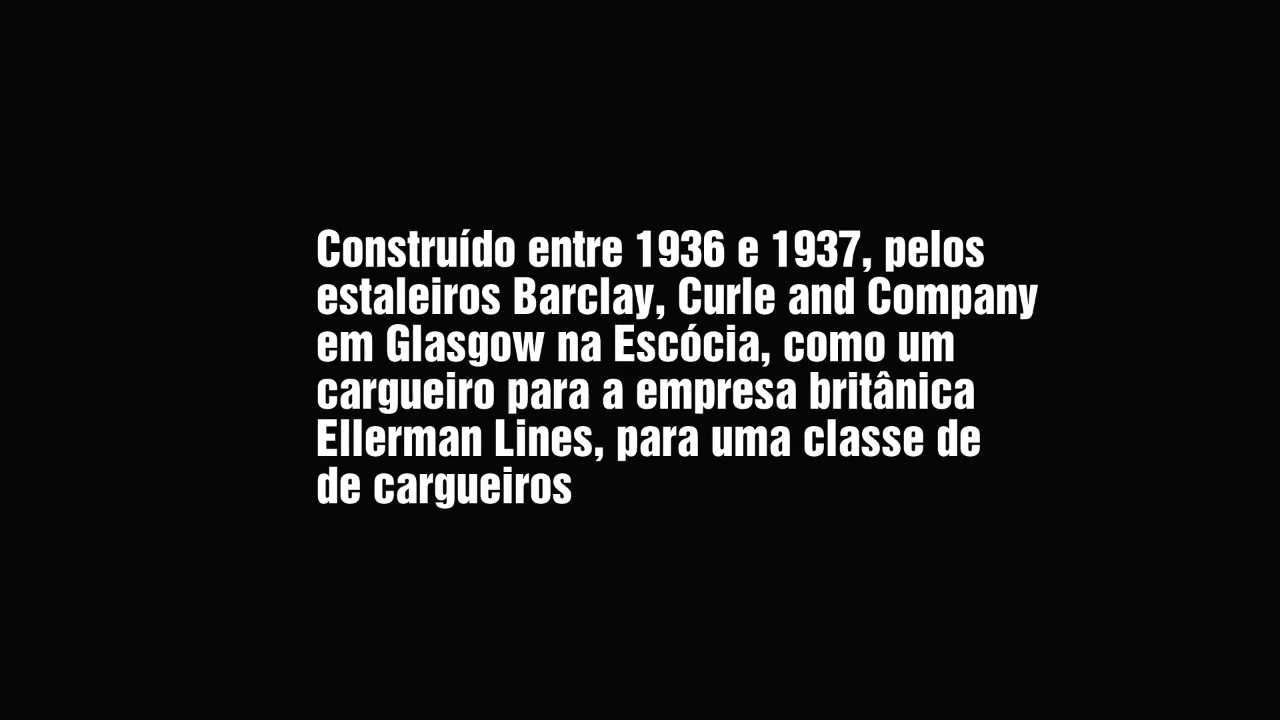 Construído entre 1936 e 1937, pelos
estaleiros Barclay, Curle and Company
em Glasgow na Escócia, como um
cargueiro para a empresa britânica
Ellerman Lines, para uma classe de
de cargueiros